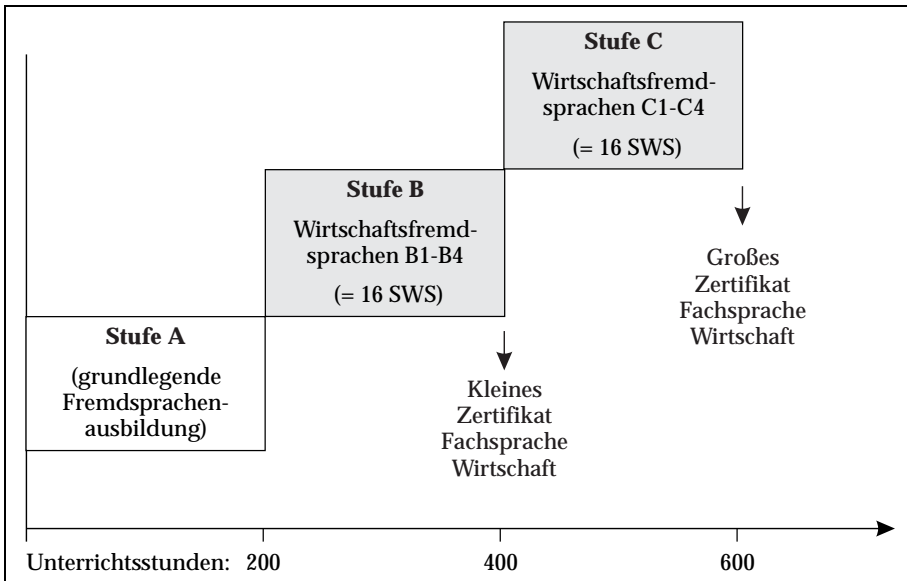 Stufe C
Wirtschaftsfremd-
sprachen C1-C4
(= 16 SWS)
Stufe B
Wirtschaftsfremd-
sprachen B1-B4
(= 16 SWS)
Großes
Zertifikat
Fachsprache
Wirtschaft
Stufe A
(grundlegende
Fremdsprachen-
ausbildung)
Kleines
Zertifikat
Fachsprache
Wirtschaft
Unterrichtsstunden: 200 400 600